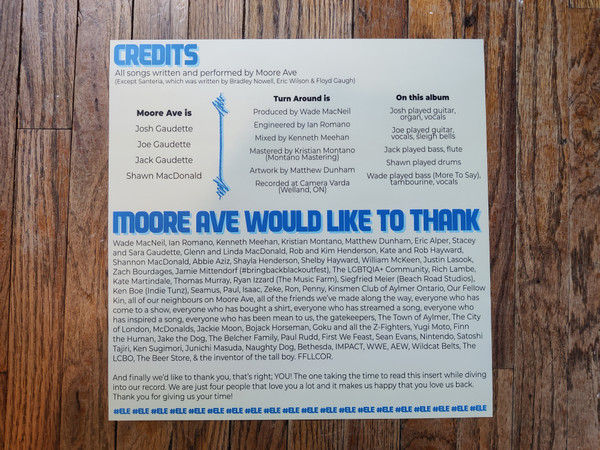 CREDITS
All songs written and performed by Moore Ave
(Except Santeria, which was written by Bradley Nowell, Eric Wilson & Floyd Gaugh)
Moore Ave is
Josh Gaudette
Joe Gaudette
Jack Gaudette
Shawn MacDonald
Turn Around is
Produced by Wade MacNeil
Engineered by Ian Romano
Mixed by Kenneth Meehan
Mastered by Kristian Montano
(Montano Mastering)
Artwork by Matthew Dunham
Recorded at Camera Varda
(Welland, ON)
On this album
Josh played guitar,
organ, vocals
Joe played guitar,
vocals, sleigh bells
Jack played bass, flute
Shawn played drums
Wade played bass (More To Say),
tambourine, vocals
MOORE AVE WOULD LIKE TO THANK
Wade MacNeil, Ian Romano, Kenneth Meehan, Kristian Montano, Matthew Dunham, Eric Alper, Stacey
and Sara Gaudette, Glenn and Linda MacDonald, Rob and Kim Henderson, Kate and Rob Hayward,
Shannon MacDonald, Abbie Aziz, Shayla Henderson, Shelby Hayward, William McKeen, Justin Lasook,
Zach Bourdages, Jamie Mittendorf (#bringbackblackoutfest), The LGBTQIA+ Community, Rich Lambe,
Kate Martindale, Thomas Murray, Ryan Izzard (The Music Farm), Siegfried Meier (Beach Road Studios),
Ken Boe (Indie Tunz), Seamus, Paul, Isaac, Zeke, Ron, Penny, Kinsmen Club of Aylmer Ontario, Our Fellow
Kin, all of our neighbours on Moore Ave, all of the friends we've made along the way, everyone who has
come to a show, everyone who has bought a shirt, everyone who has streamed a song, everyone who
has inspired a song, everyone who has been mean to us, the gatekeepers, The Town of Aylmer, The City
of London, McDonalds, Jackie Moon, Bojack Horseman, Goku and all the Z-Fighters, Yugi Moto, Finn
the Human, Jake the Dog, The Belcher Family, Paul Rudd, First We Feast, Sean Evans, Nintendo, Satoshi
Tajiri, Ken Sugimori, Junichi Masuda, Naughty Dog, Bethesda, IMPACT, WWE, AEW, Wildcat Belts, The
LCBO, The Beer Store, & the inventor of the tall boy. FFLLCOR.
And finally we'd like to thank you, that's right; YOU! The one taking the time to read this insert while diving
into our record. We are just four people that love you a lot and it makes us happy that you love us back.
Thank you for giving us your time!
#ELE #ELE #ELE #ELE #ELE #ELE #ELE #ELE #ELE #ELE #ELE #ELE #ELE #ELE #ELE #ELE #ELE #ELE #ELE #ELE